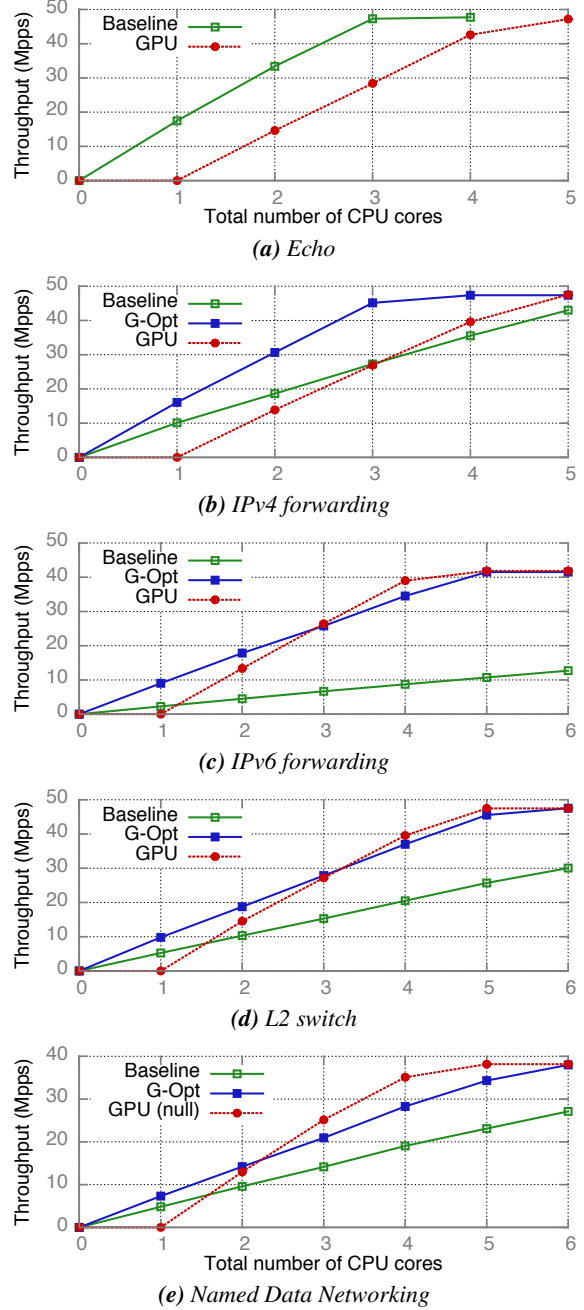 Throughput (Mpps)
50
40
30
20
10
0
Baseline
GPU
0 1 2 3 4 5
Total number of CPU cores
(a) Echo
Throughput (Mpps)
50
40
30
20
10
0
Baseline
G-Opt
GPU
0 1 2 3 4 5
(b) IPv4 forwarding
Throughput (Mpps)
50
40
30
20
10
0
Baseline
G-Opt
GPU
0 1 2 3 4 5 6
(c) IPv6 forwarding
Throughput (Mpps)
50
40
30
20
10
0
Baseline
G-Opt
GPU
0 1 2 3 4 5 6
(d) L2 switch
Throughput (Mpps)
40
30
20
10
0
Baseline
G-Opt
GPU (null)
0 1 2 3 4 5 6
Total number of CPU cores
(e) Named Data Networking